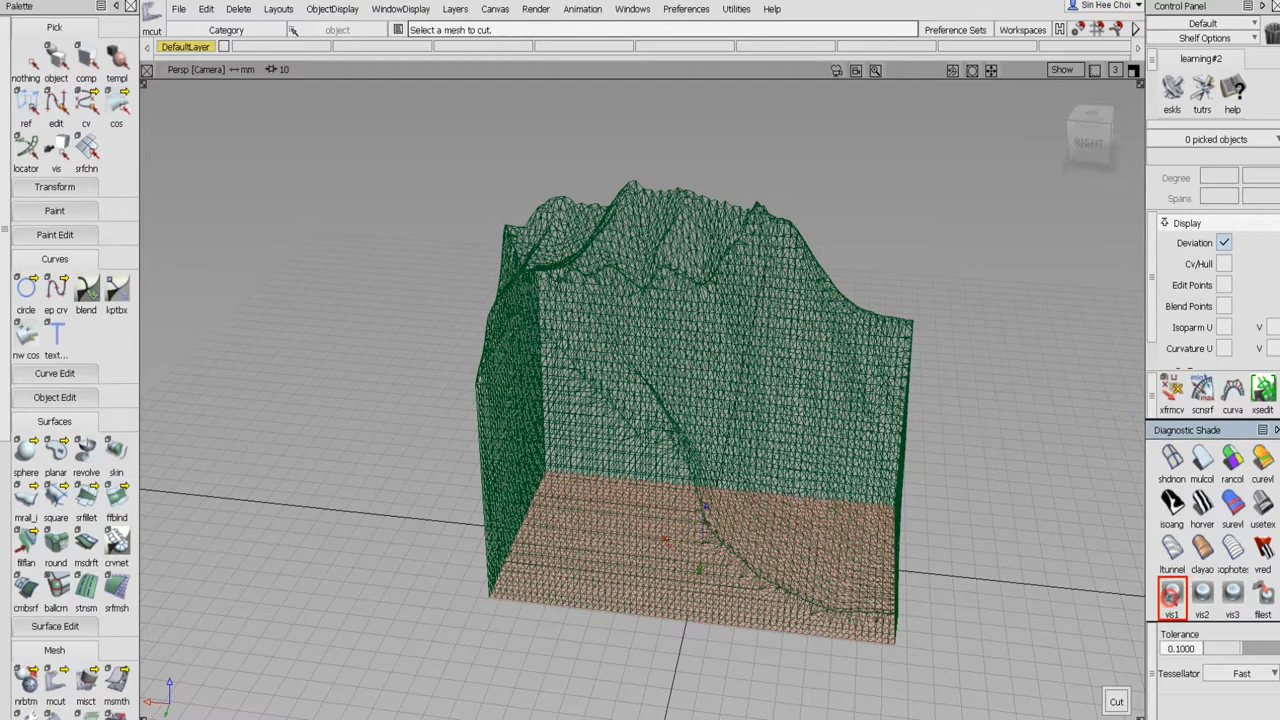 Palette
File Edit Delete Layouts ObjectDisplay WindowDisplay Layers Canvas Render Animation Windows Preferences Utilities Help
Sin Hee Choi
Control Panel
mcut
Category
object
Select a mesh to cut.
Preference Sets
Workspaces
DefaultLayer
Persp [Camera] mm 10
Show
3
Pick
nothing object comp templ
ref edit cv cos
locator vis srfchn
Transform
Paint
Paint Edit
Curves
circle ep crv blend kptbx
nw cos text...
Curve Edit
Object Edit
Surfaces
sphere planar revolve skin
mrail_i square srfillet ffblnd
filflan round msdrft crvnet
cmbsrf ballcrn stnsm srfmsh
Surface Edit
Mesh
nrbtm mcut misct msmth
RIGHT
Cut
Default
Shelf Options
learning#2
eskls tutrs help
0 picked objects
Degree
Spans
Display
Deviation
Cv/Hull
Edit Points
Blend Points
Isoparm U V
Curvature U V
xfrmcv scnsrf curva xsedit
Diagnostic Shade
shdnon mulcol rancol curevl
isoang horver surevl usetex
ltunnel clayao ophotes vred
vis1 vis2 vis3 filest
Tolerance
0.1000
Tessellator Fast